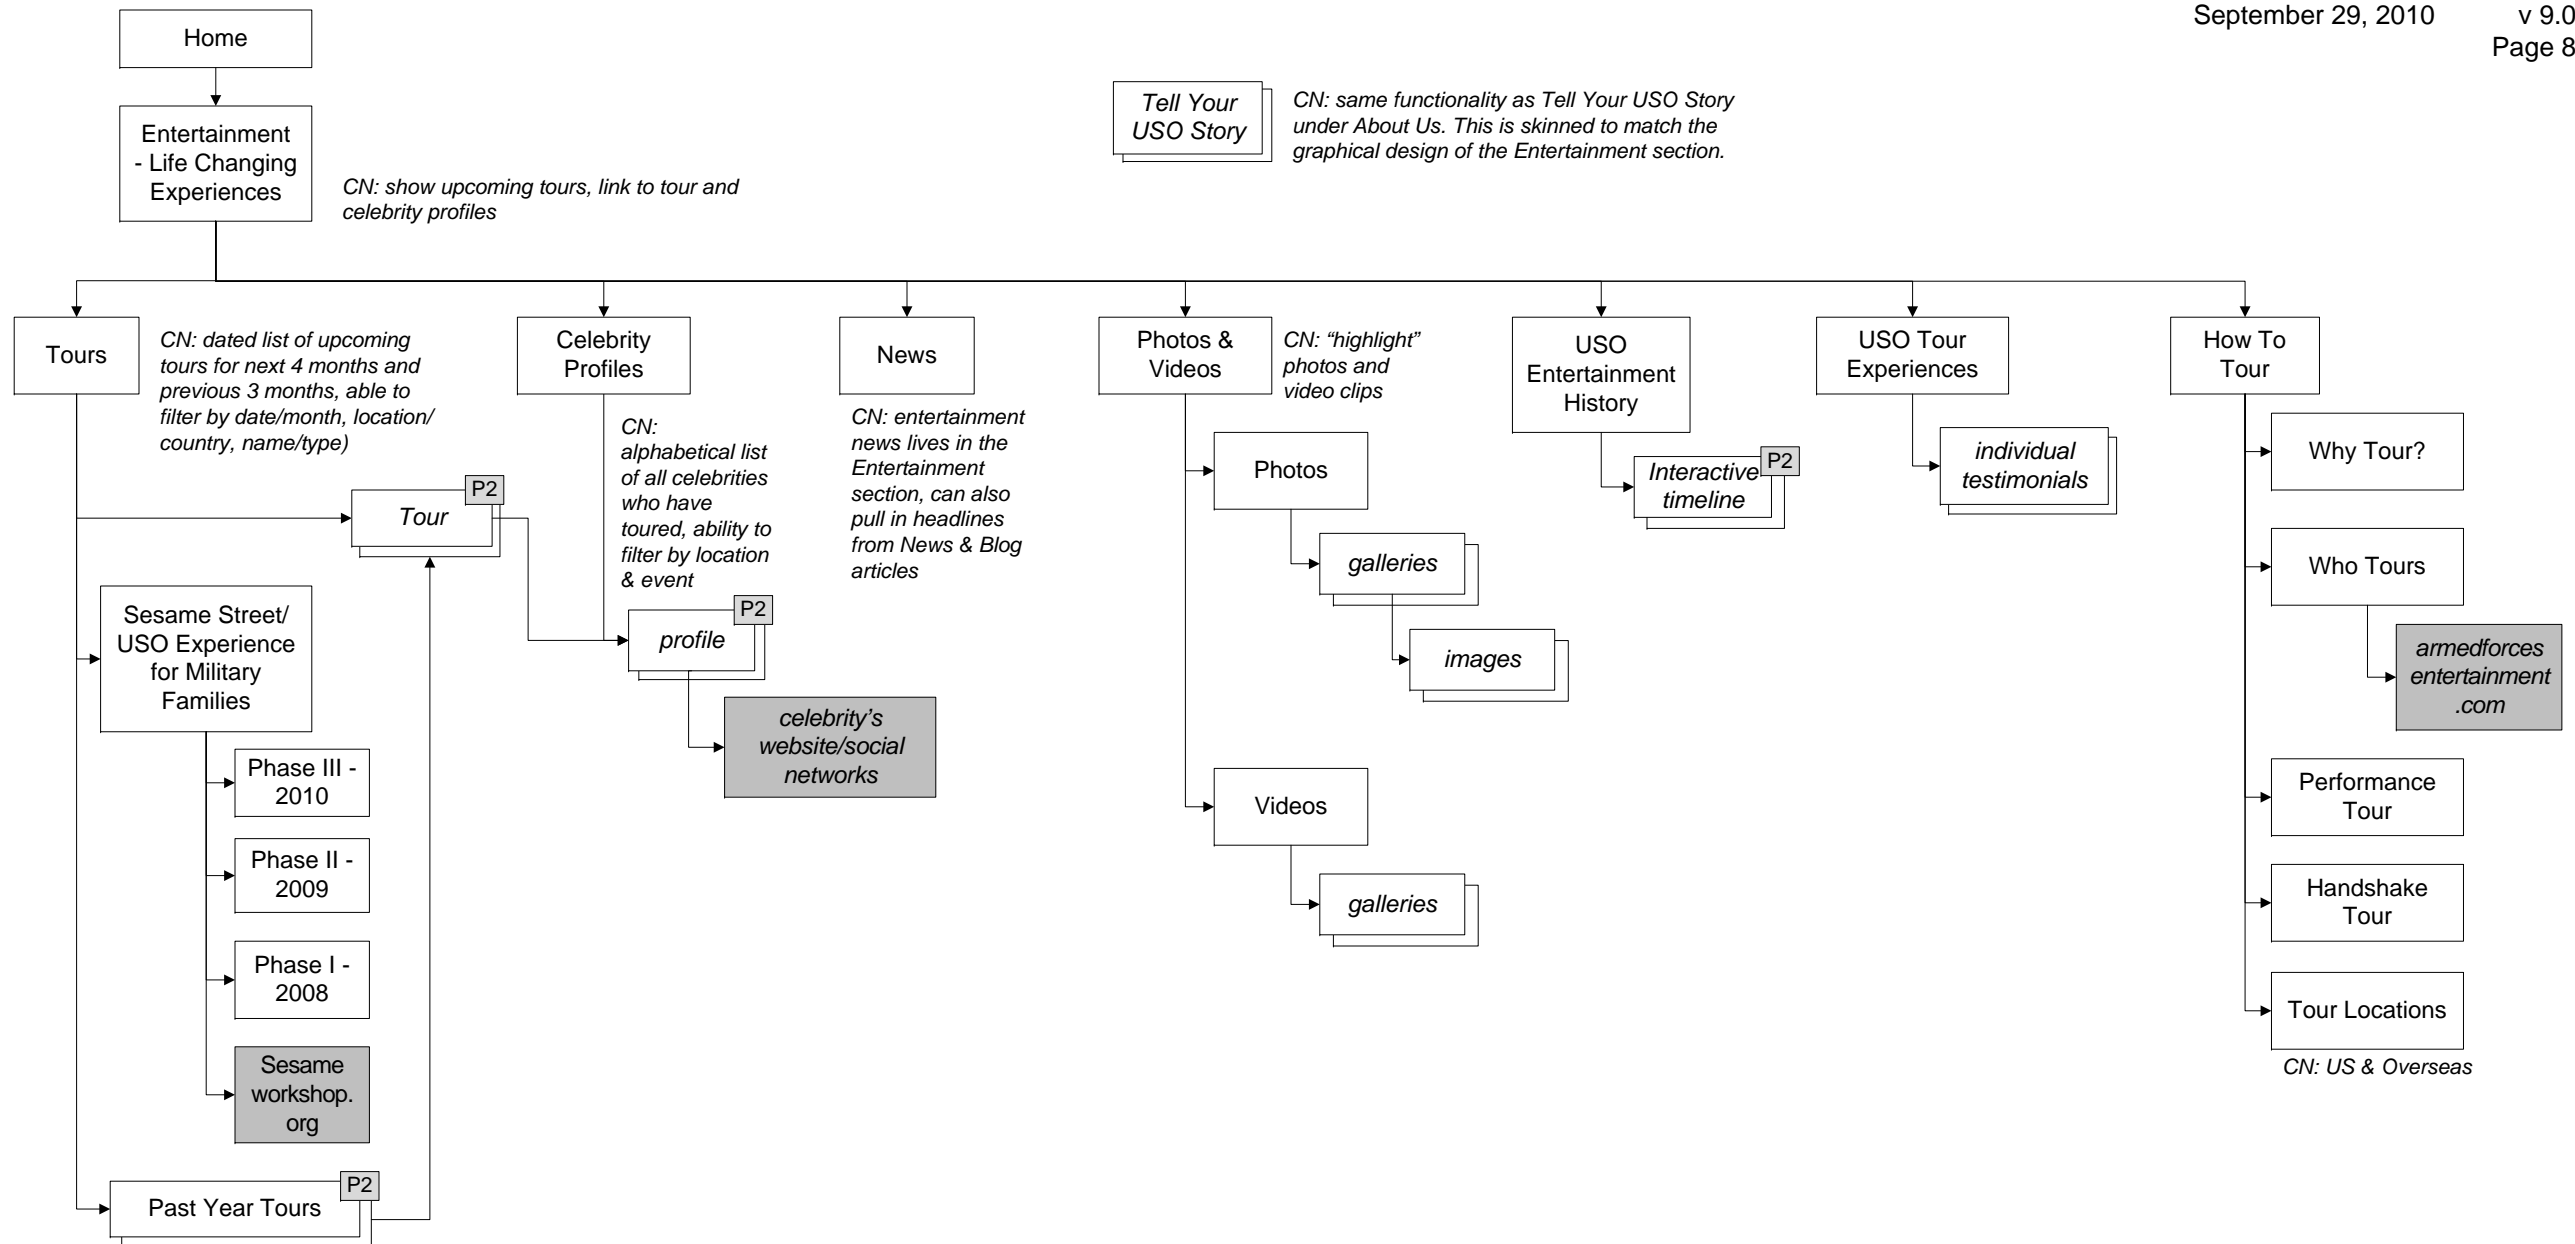 September 29, 2010 v 9.0
Page 8
Home
Entertainment
- Life Changing
Experiences
CN: show upcoming tours, link to tour and
celebrity profiles
Tell Your
USO Story
CN: same functionality as Tell Your USO Story
under About Us. This is skinned to match the
graphical design of the Entertainment section.
Tours
CN: dated list of upcoming
tours for next 4 months and
previous 3 months, able to
filter by date/month, location/
country, name/type)
P2
Tour
Sesame Street/
USO Experience
for Military
Families
Phase III -
2010
Phase II -
2009
Phase I -
2008
Sesame
workshop.
org
P2
Past Year Tours
Celebrity
Profiles
CN:
alphabetical list
of all celebrities
who have
toured, ability to
filter by location
& event
P2
profile
celebrity's
website/social
networks
News
CN: entertainment
news lives in the
Entertainment
section, can also
pull in headlines
from News & Blog
articles
Photos &
Videos
CN: "highlight"
photos and
video clips
Photos
galleries
images
Videos
galleries
USO
Entertainment
History
P2
Interactive
timeline
USO Tour
Experiences
individual
testimonials
How To
Tour
Why Tour?
Who Tours
armedforces
entertainment
.com
Performance
Tour
Handshake
Tour
Tour Locations
CN: US & Overseas